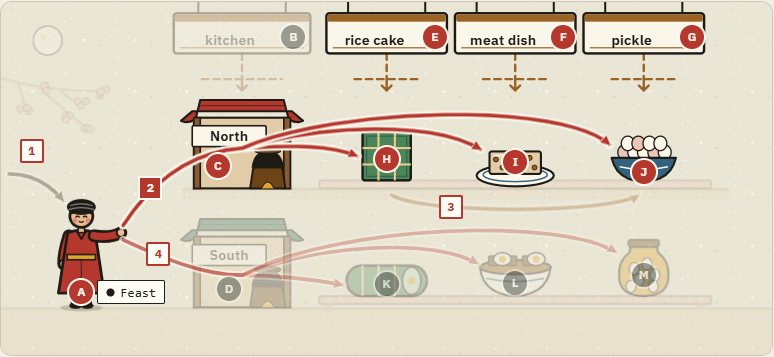 kitchen B
rice cake E
meat dish F
pickle G
1
North
C
H
I
J
2
3
4
South
D
K
L
M
A
Feast